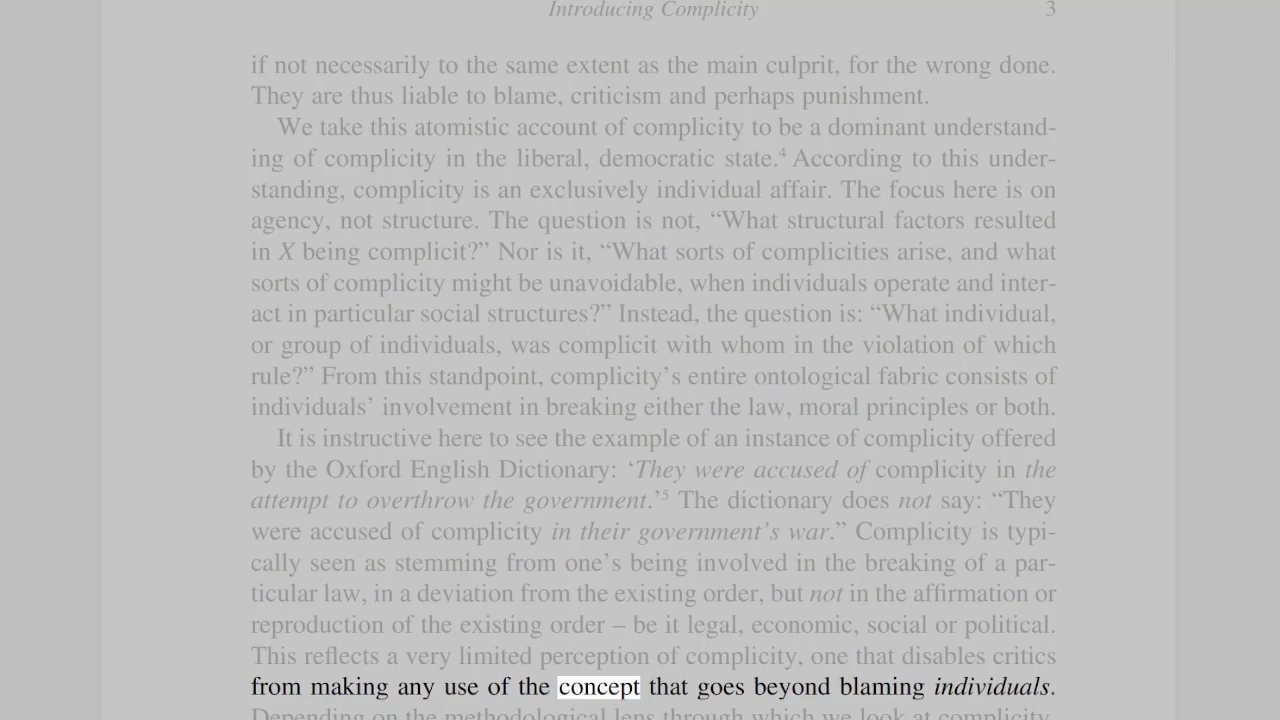 Introducing Complicity 3
if not necessarily to the same extent as the main culprit, for the wrong done.
They are thus liable to blame, criticism and perhaps punishment.
We take this atomistic account of complicity to be a dominant understand-
ing of complicity in the liberal, democratic state.⁴ According to this under-
standing, complicity is an exclusively individual affair. The focus here is on
agency, not structure. The question is not, “What structural factors resulted
in X being complicit?” Nor is it, “What sorts of complicities arise, and what
sorts of complicity might be unavoidable, when individuals operate and inter-
act in particular social structures?” Instead, the question is: “What individual,
or group of individuals, was complicit with whom in the violation of which
rule?” From this standpoint, complicity’s entire ontological fabric consists of
individuals’ involvement in breaking either the law, moral principles or both.
It is instructive here to see the example of an instance of complicity offered
by the Oxford English Dictionary: ‘They were accused of complicity in the
attempt to overthrow the government.’⁵ The dictionary does not say: “They
were accused of complicity in their government’s war.” Complicity is typi-
cally seen as stemming from one’s being involved in the breaking of a par-
ticular law, in a deviation from the existing order, but not in the affirmation or
reproduction of the existing order – be it legal, economic, social or political.
This reflects a very limited perception of complicity, one that disables critics
from making any use of the concept that goes beyond blaming individuals.
Depending on the methodological lens through which we look at complicity,